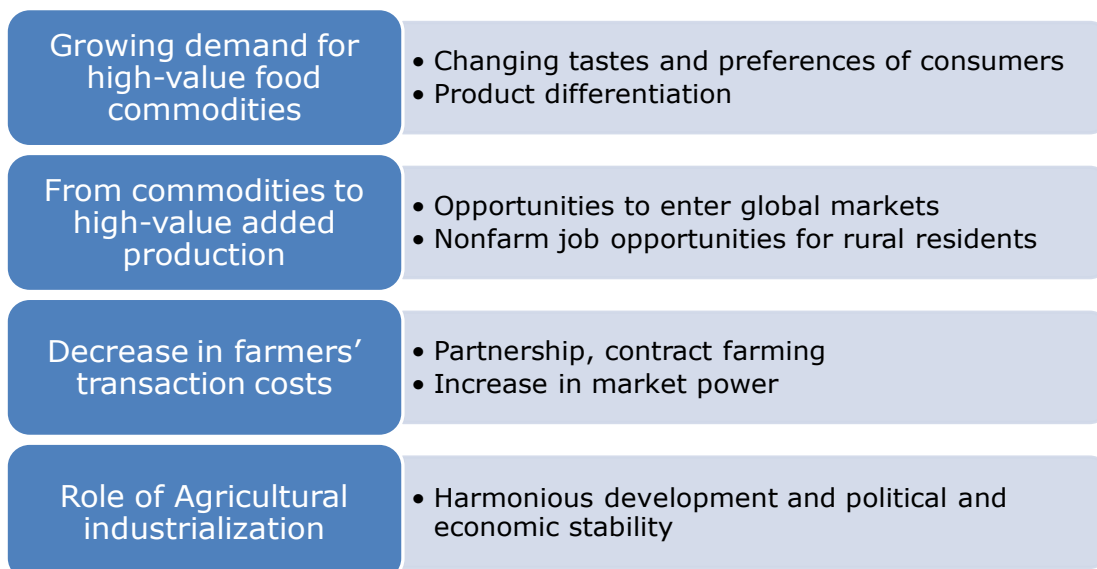 Growing demand for
high-value food
commodities
• Changing tastes and preferences of consumers
• Product differentiation
From commodities to
high-value added
production
• Opportunities to enter global markets
• Nonfarm job opportunities for rural residents
Decrease in farmers’
transaction costs
• Partnership, contract farming
• Increase in market power
Role of Agricultural
industrialization
• Harmonious development and political and
economic stability